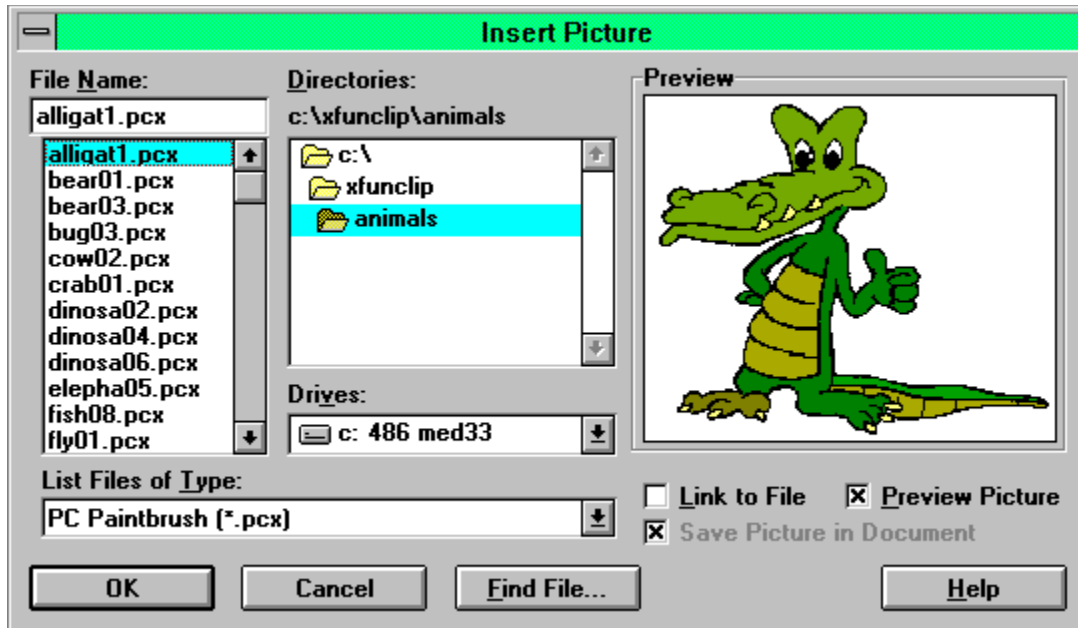 Insert Picture
File Name:
alligat1.pcx
alligat1.pcx
bear01.pcx
bear03.pcx
bug03.pcx
cow02.pcx
crab01.pcx
dinosa02.pcx
dinosa04.pcx
dinosa06.pcx
elepha05.pcx
fish08.pcx
fly01.pcx
Directories:
c:\xfunclip\animals
c:\
xfunclip
animals
Drives:
c: 486 med33
List Files of Type:
PC Paintbrush (*.pcx)
Preview
Link to File
Preview Picture
Save Picture in Document
OK
Cancel
Find File...
Help